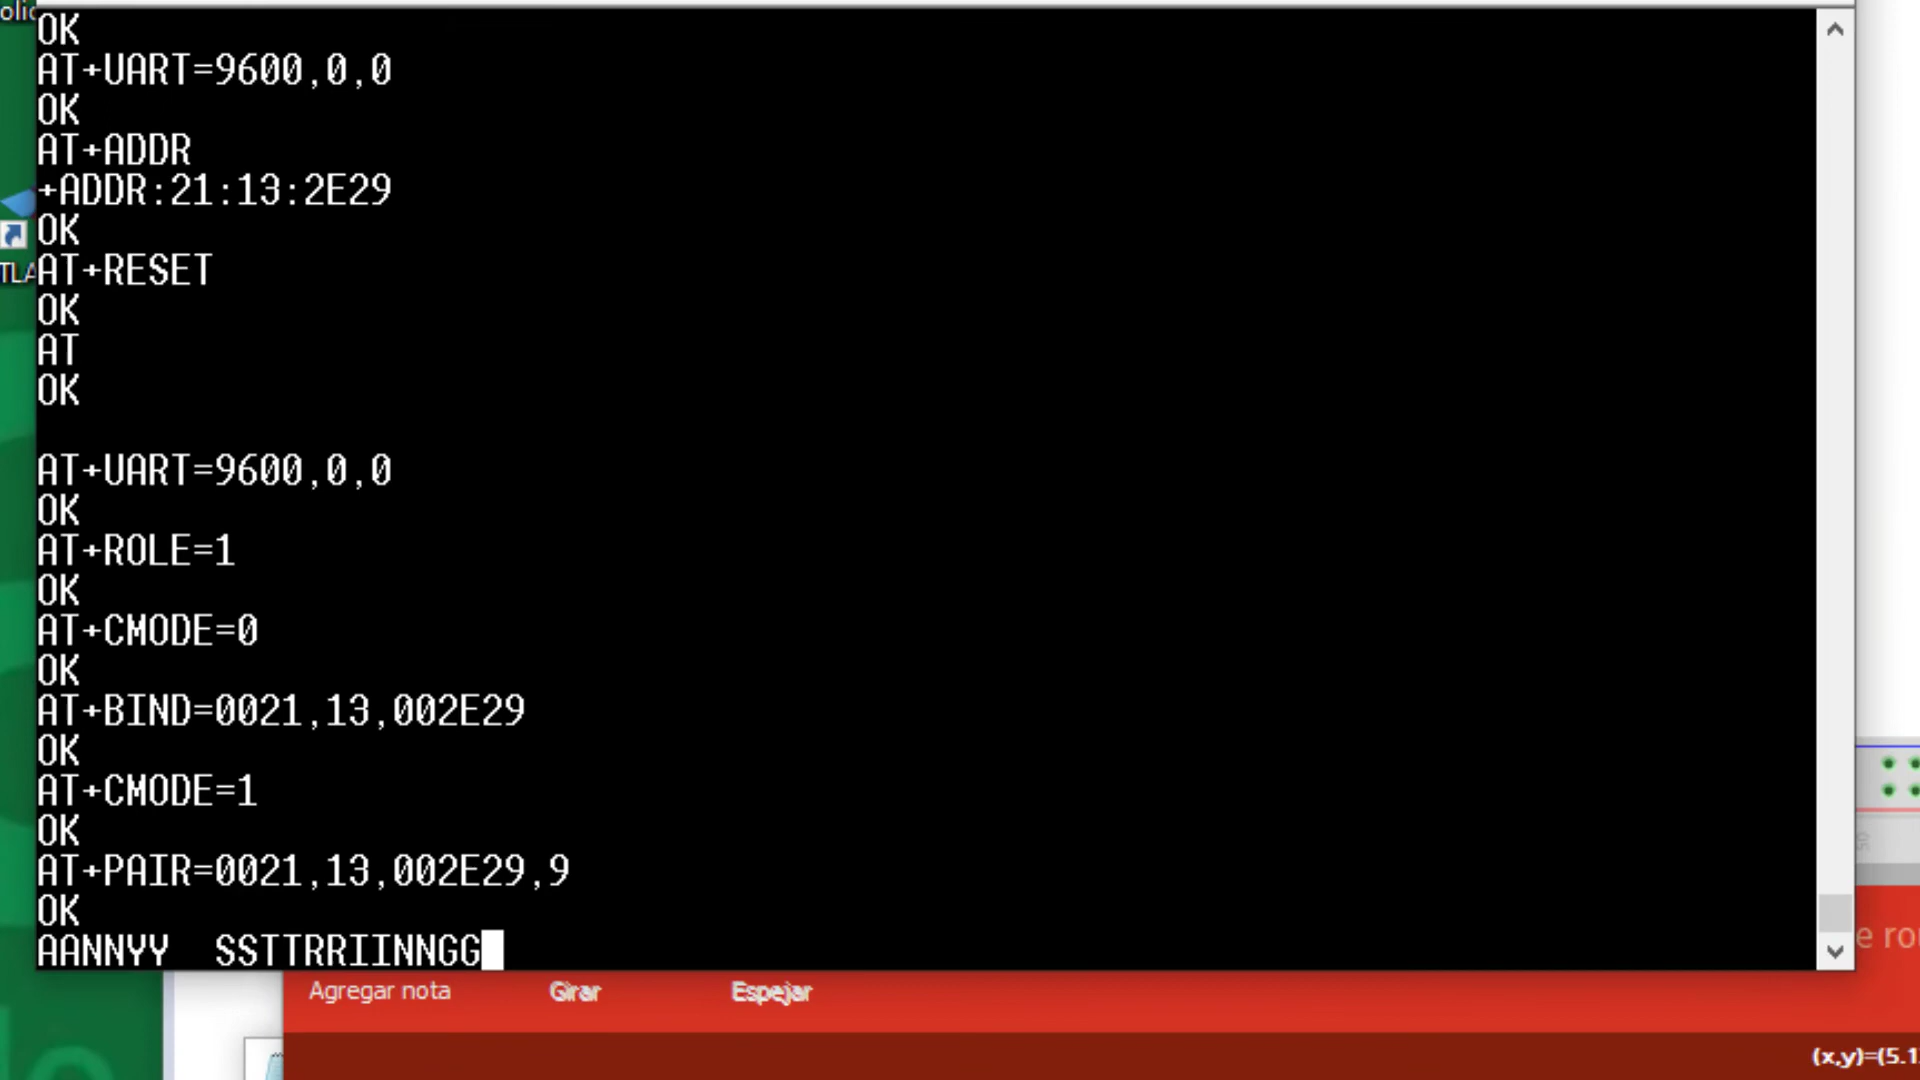 OK
AT+UART=9600,0,0
OK
AT+ADDR
+ADDR:21:13:2E29
OK
AT+RESET
OK
AT
OK
AT+UART=9600,0,0
OK
AT+ROLE=1
OK
AT+CMODE=0
OK
AT+BIND=0021,13,002E29
OK
AT+CMODE=1
OK
AT+PAIR=0021,13,002E29,9
OK
AANNYY  SSTTRRIINNGG
Agregar nota
Girar
Espejar